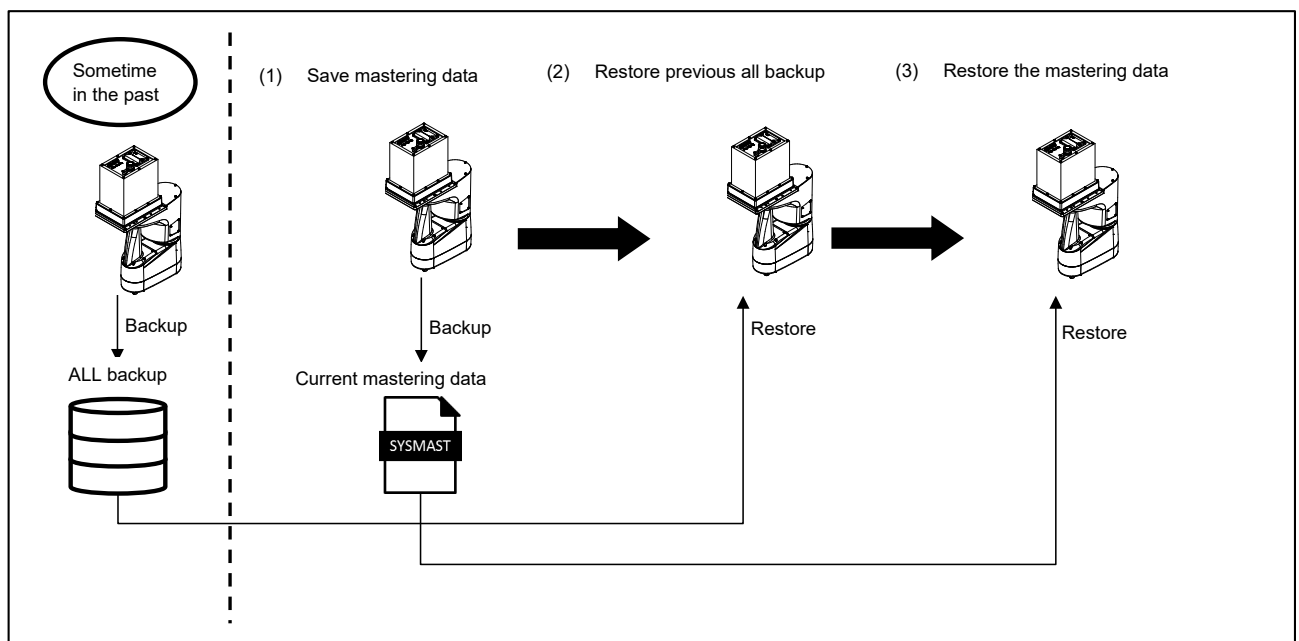 Sometime
in the past
(1) Save mastering data
(2) Restore previous all backup
(3) Restore the mastering data
Backup
Backup
Restore
Restore
ALL backup
Current mastering data
SYSMAST